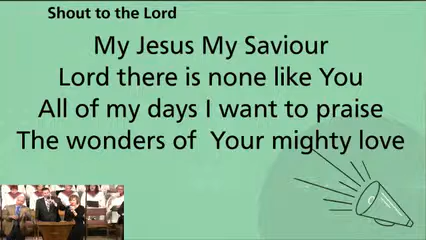 Shout to the Lord
My Jesus My Saviour
Lord there is none like You
All of my days I want to praise
The wonders of Your mighty love